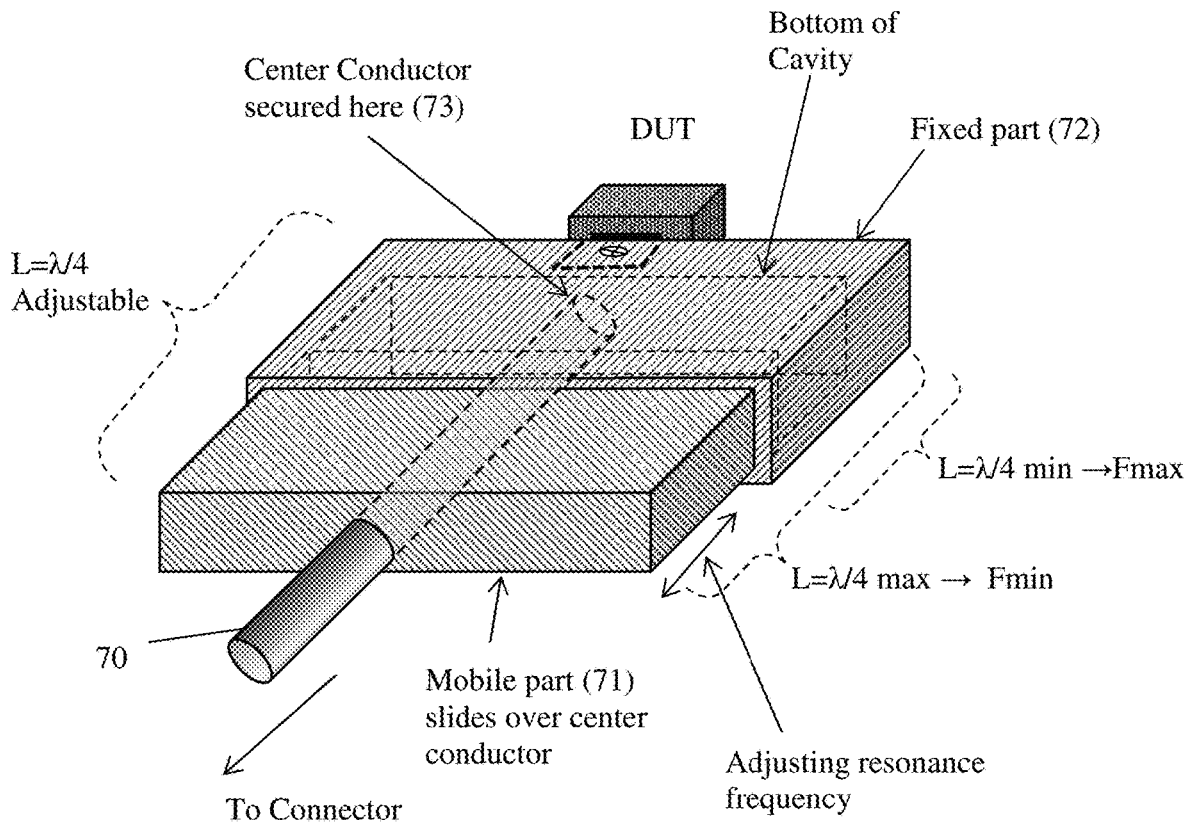 Bottom of
Cavity
Center Conductor
secured here (73)
DUT
Fixed part (72)
L=λ/4
Adjustable
L=λ/4 min →Fmax
L=λ/4 max → Fmin
70
Mobile part (71)
slides over center
conductor
Adjusting resonance
frequency
To Connector